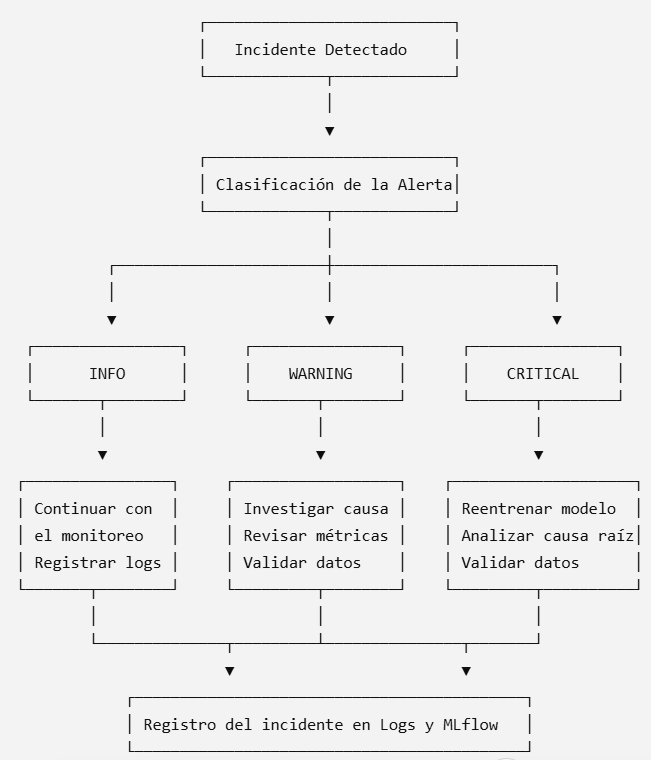 Incidente Detectado
Clasificación de la Alerta
INFO
WARNING
CRITICAL
Continuar con
el monitoreo
Registrar logs
Investigar causa
Revisar métricas
Validar datos
Reentrenar modelo
Analizar causa raíz
Validar datos
Registro del incidente en Logs y MLflow